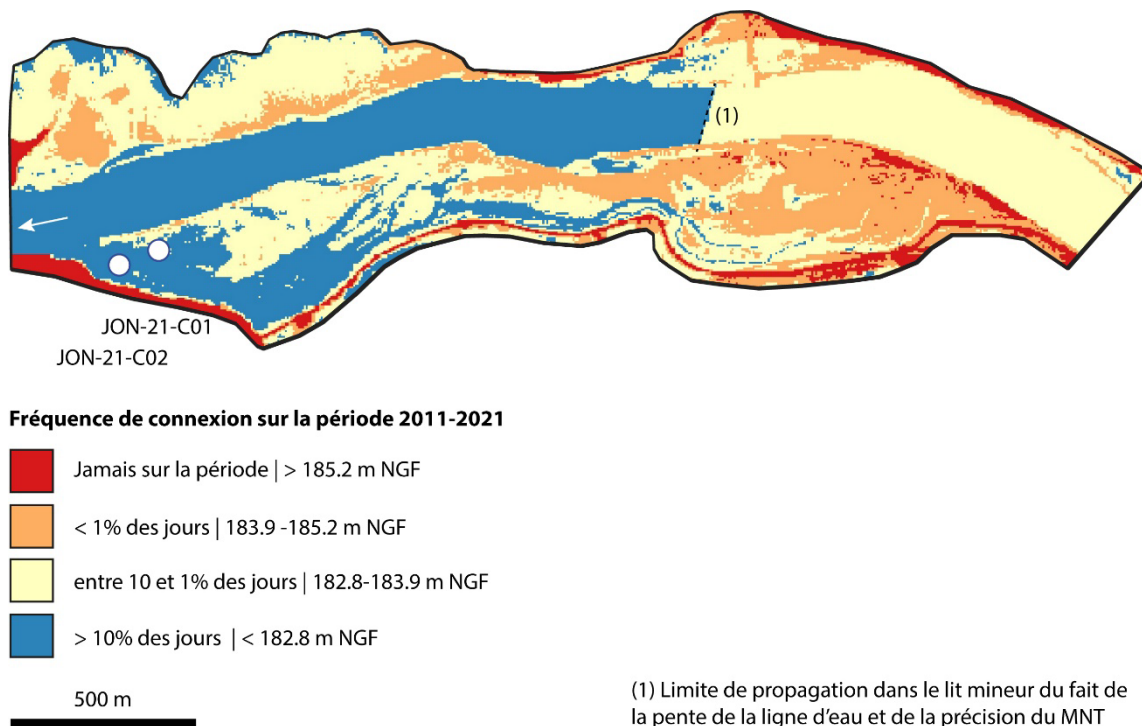 (1)
JON-21-C01
JON-21-C02
Fréquence de connexion sur la période 2011-2021
Jamais sur la période | > 185.2 m NGF
< 1% des jours | 183.9 -185.2 m NGF
entre 10 et 1% des jours | 182.8-183.9 m NGF
> 10% des jours | < 182.8 m NGF
500 m
(1) Limite de propagation dans le lit mineur du fait de
la pente de la ligne d'eau et de la précision du MNT